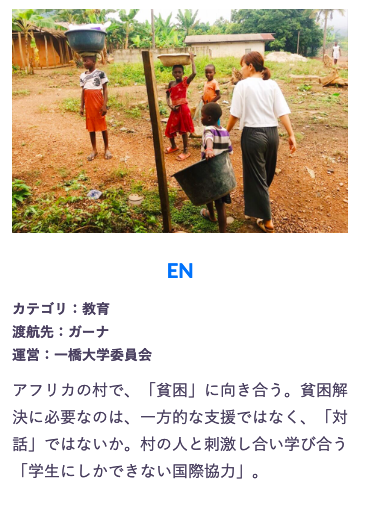 EN
カテゴリ：教育
渡航先：ガーナ
運営：一橋大学委員会
アフリカの村で、「貧困」に向き合う。貧困解
決に必要なのは、一方的な支援ではなく、「対
話」ではないか。村の人と刺激し合い学び合う
「学生にしかできない国際協力」。